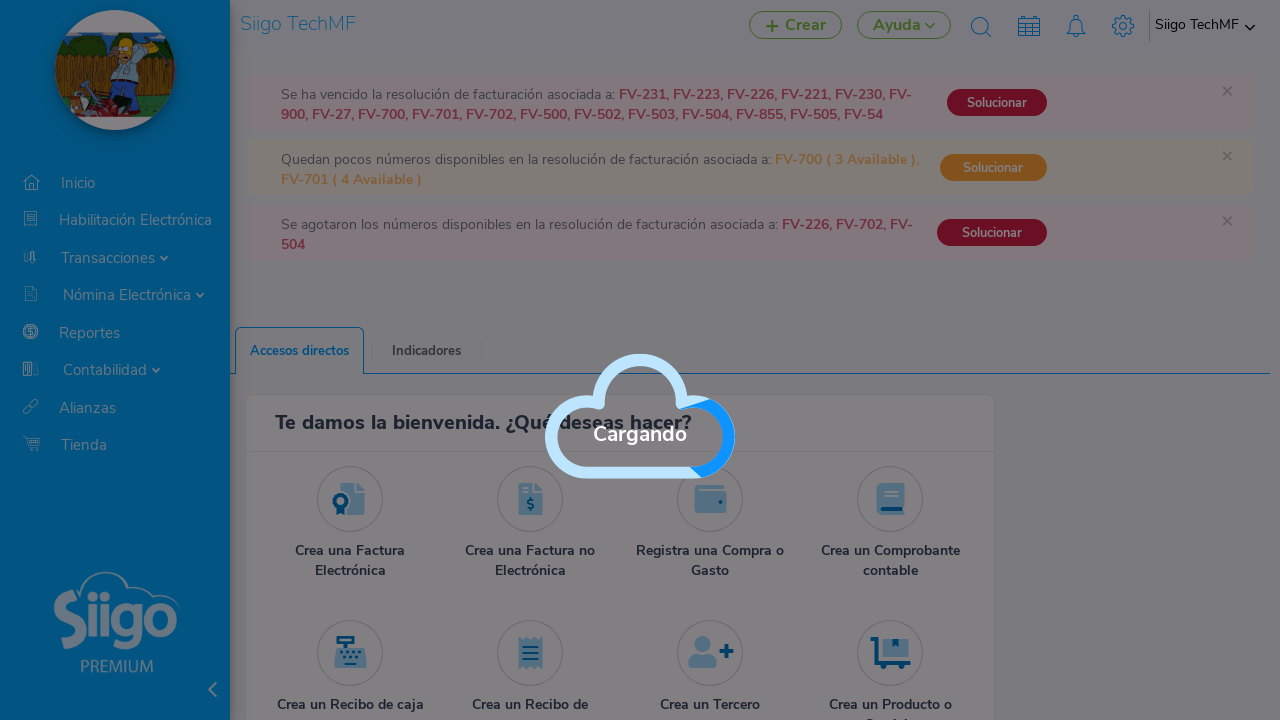 Siigo TechMF
Crear
Ayuda
Siigo TechMF
Se ha vencido la resolución de facturación asociada a: FV-231, FV-223, FV-226, FV-221, FV-230, FV-
900, FV-27, FV-700, FV-701, FV-702, FV-500, FV-502, FV-503, FV-504, FV-855, FV-505, FV-54
Solucionar
Quedan pocos números disponibles en la resolución de facturación asociada a: FV-700 ( 3 Available ),
FV-701 ( 4 Available )
Solucionar
Se agotaron los números disponibles en la resolución de facturación asociada a: FV-226, FV-702, FV-
504
Solucionar
Inicio
Habilitación Electrónica
Transacciones
Nómina Electrónica
Reportes
Contabilidad
Alianzas
Tienda
Siigo
PREMIUM
Accesos directos
Indicadores
Te damos la bienvenida. ¿Qué deseas hacer?
Cargando
Crea una Factura
Electrónica
Crea una Factura no
Electrónica
Registra una Compra o
Gasto
Crea un Comprobante
contable
Crea un Recibo de caja
Crea un Recibo de
Crea un Tercero
Crea un Producto o